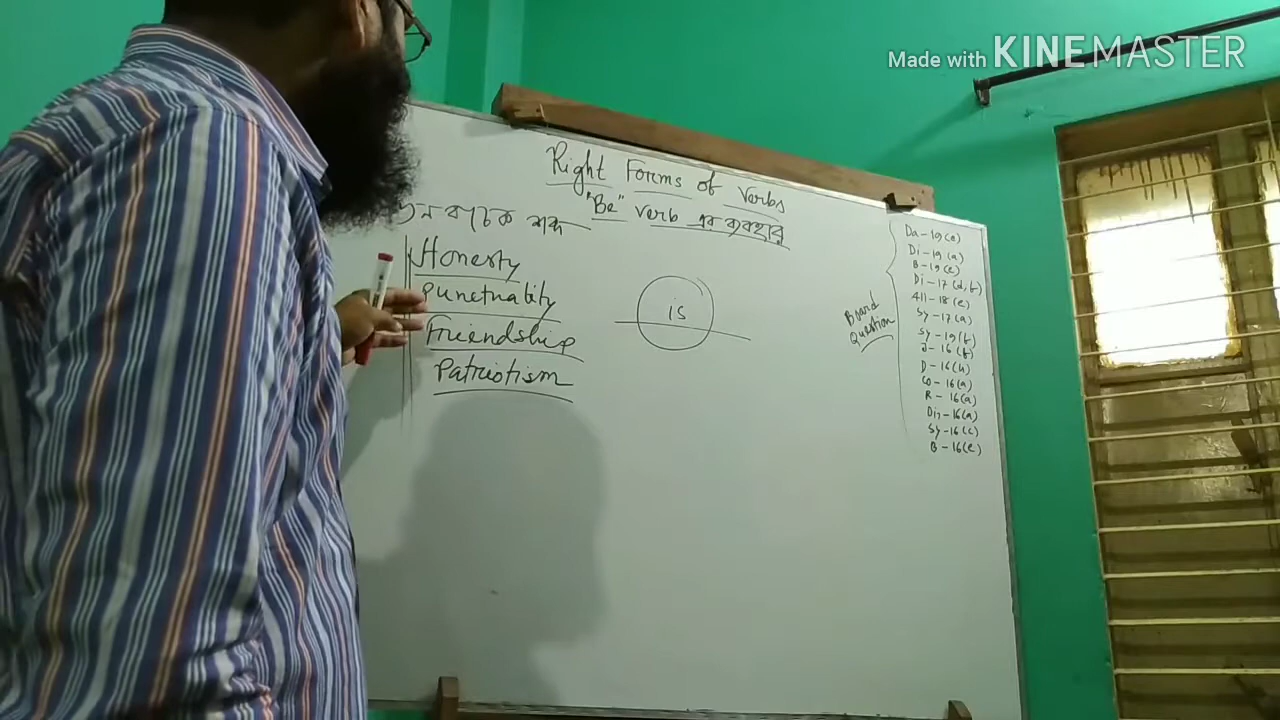 Made with KINEMASTER
Right Forms of Verbs
"Be" verb এর ব্যবহার
বাচক শব্দ
Honesty
Punctuality
Friendship
Patriotism
is
Board
Question
Da-19(e)
Di-19(a)
B-19(e)
Di-17(d,f)
All-18(e)
Sy-17(a)
Sy-19(f)
J-16(f)
D-16(h)
Co-16(a)
R-16(a)
Din-16(a)
Sy-16(c)
B-16(e)